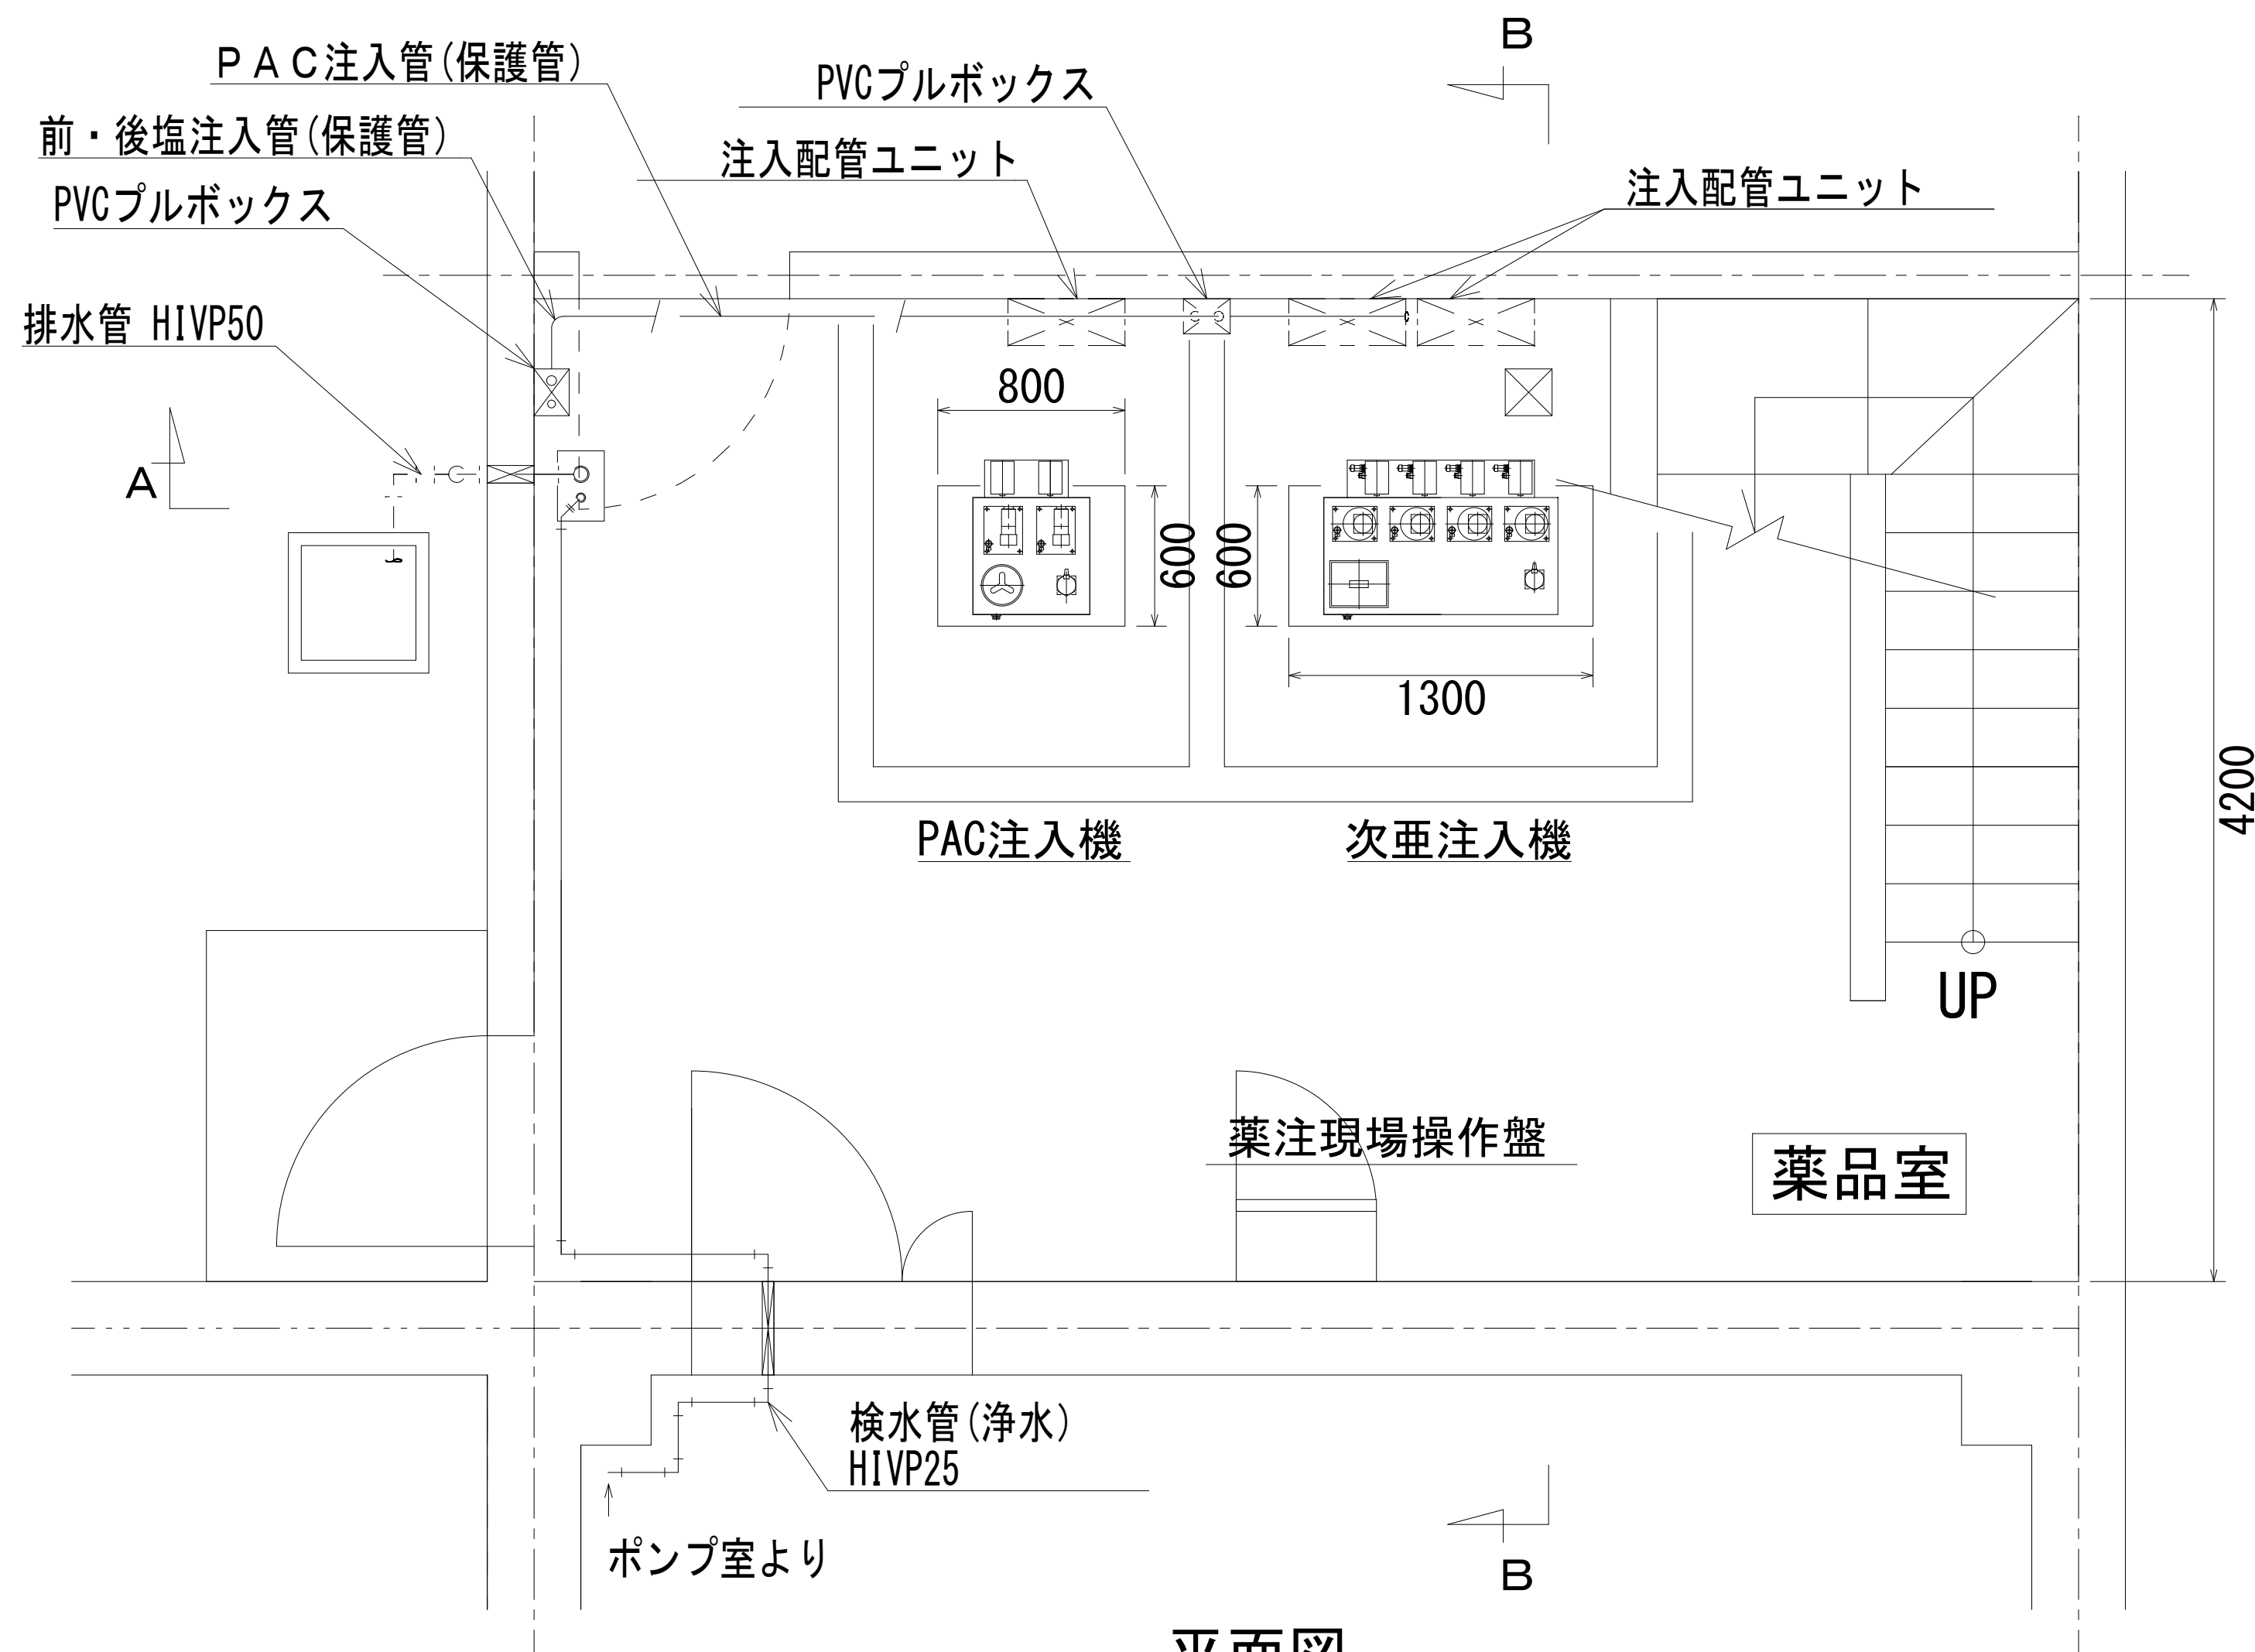 B
ＰＡＣ注入管(保護管)
PVCプルボックス
前・後塩注入管(保護管)
注入配管ユニット
注入配管ユニット
PVCプルボックス
排水管 HIVP50
800
A
600
600
1300
4200
PAC注入機
次亜注入機
UP
薬注現場操作盤
薬品室
検水管(浄水)
HIVP25
ポンプ室より
B
平面図